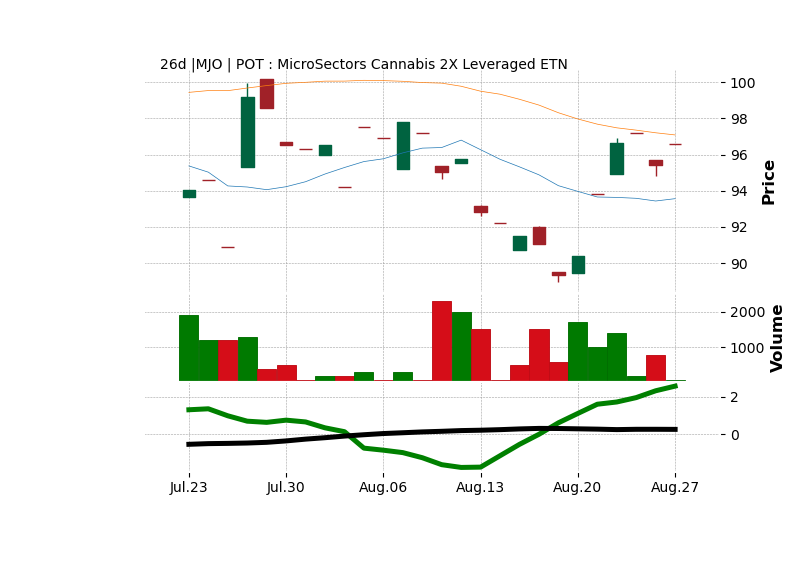 26d |MJO | POT : MicroSectors Cannabis 2X Leveraged ETN
100
98
96
94
92
90
Price
2000
1000
Volume
2
0
Jul.23 Jul.30 Aug.06 Aug.13 Aug.20 Aug.27